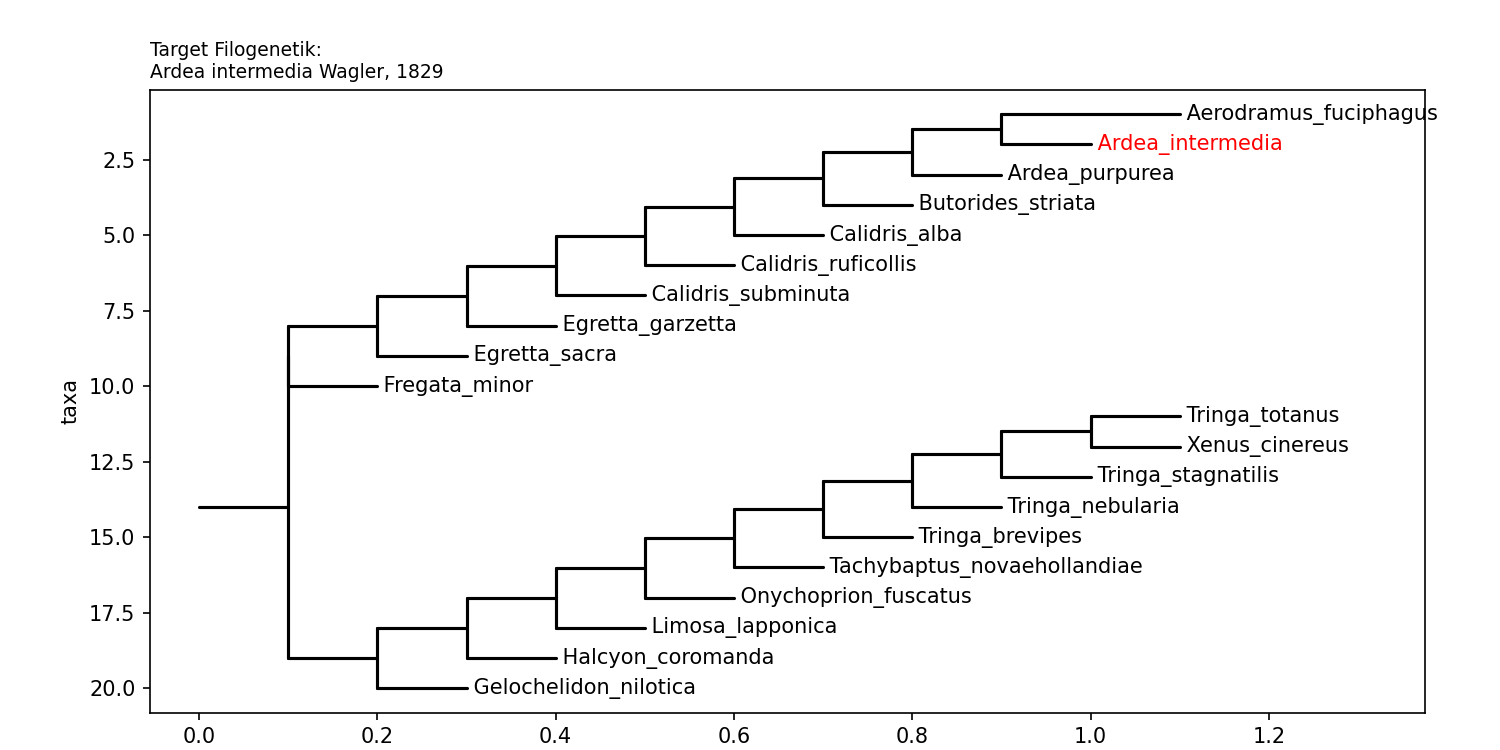 Target Filogenetik:
Ardea intermedia Wagler, 1829
Aerodramus_fuciphagus
Ardea_intermedia
2.5
Ardea_purpurea
Butorides_striata
5.0
Calidris_alba
Calidris_ruficollis
Calidris_subminuta
7.5
Egretta_garzetta
Egretta_sacra
10.0
Fregata_minor
taxa
Tringa_totanus
Xenus_cinereus
12.5
Tringa_stagnatilis
Tringa_nebularia
15.0
Tringa_brevipes
Tachybaptus_novaehollandiae
Onychoprion_fuscatus
17.5
Limosa_lapponica
Halcyon_coromanda
20.0
Gelochelidon_nilotica
0.0 0.2 0.4 0.6 0.8 1.0 1.2